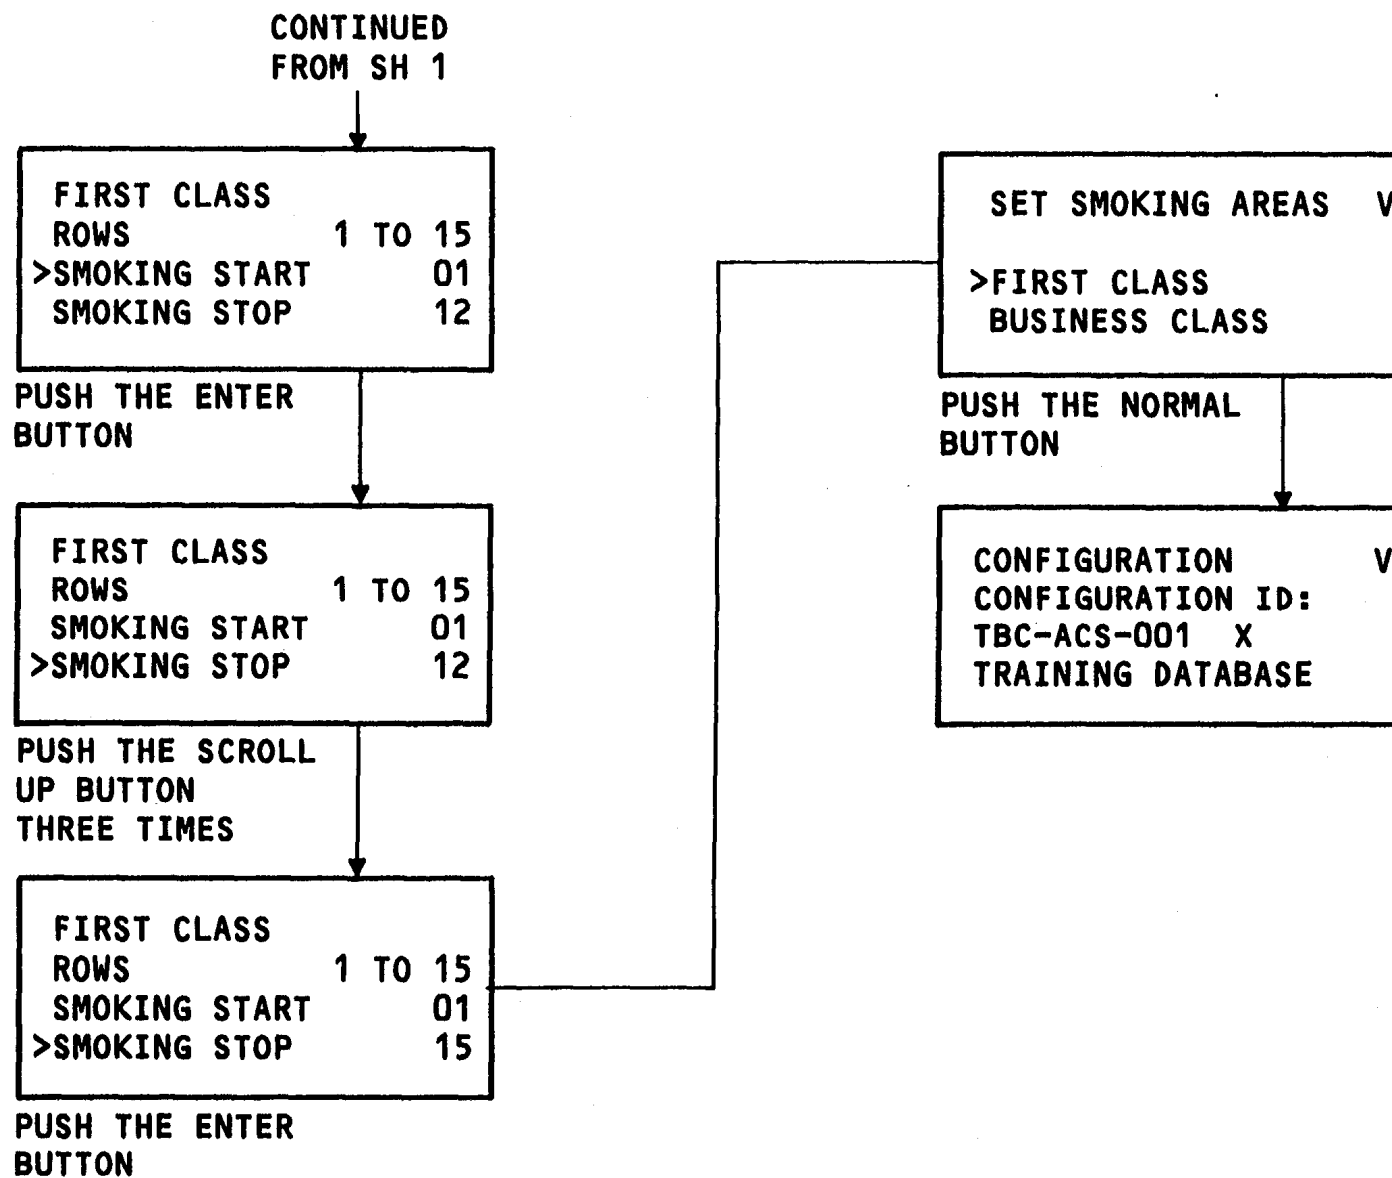 CONTINUED
FROM SH 1
FIRST CLASS
ROWS 1 TO 15
>SMOKING START 01
SMOKING STOP 12
PUSH THE ENTER
BUTTON
FIRST CLASS
ROWS 1 TO 15
SMOKING START 01
>SMOKING STOP 12
PUSH THE SCROLL
UP BUTTON
THREE TIMES
FIRST CLASS
ROWS 1 TO 15
SMOKING START 01
>SMOKING STOP 15
PUSH THE ENTER
BUTTON
SET SMOKING AREAS V
>FIRST CLASS
BUSINESS CLASS
PUSH THE NORMAL
BUTTON
CONFIGURATION V
CONFIGURATION ID:
TBC-ACS-001 X
TRAINING DATABASE